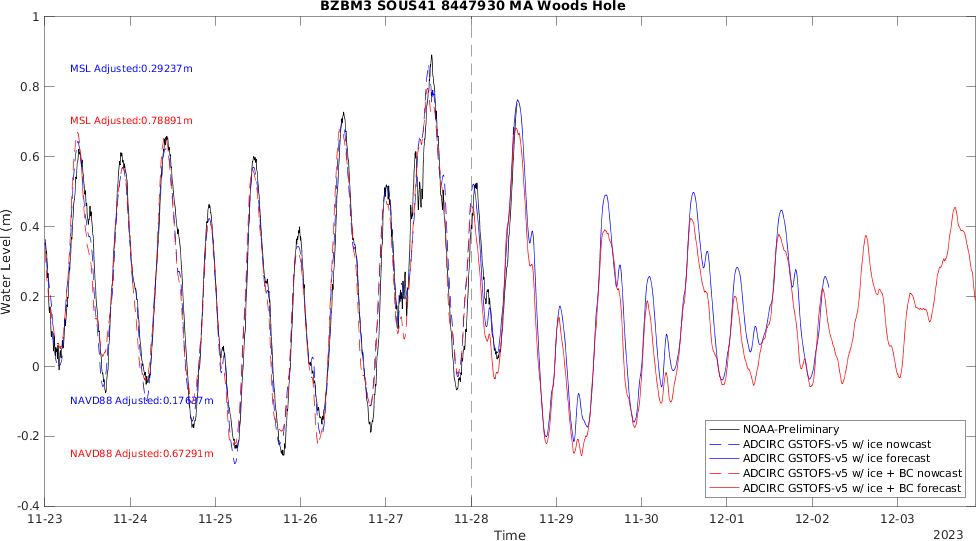 BZBM3 SOUS41 8447930 MA Woods Hole
Water Level (m)
1
0.8
0.6
0.4
0.2
0
-0.2
-0.4
MSL Adjusted:0.29237m
MSL Adjusted:0.78891m
NAVD88 Adjusted:0.17637m
NAVD88 Adjusted:0.67291m
NOAA-Preliminary
ADCIRC GSTOFS-v5 w/ ice nowcast
ADCIRC GSTOFS-v5 w/ ice forecast
ADCIRC GSTOFS-v5 w/ ice + BC nowcast
ADCIRC GSTOFS-v5 w/ ice + BC forecast
11-23 11-24 11-25 11-26 11-27 11-28 11-29 11-30 12-01 12-02 12-03
Time
2023